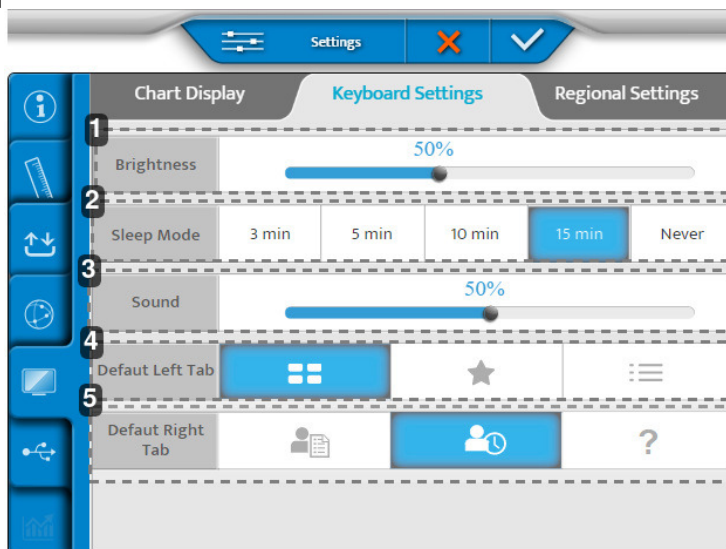 Settings
Chart Display Keyboard Settings Regional Settings
1
50%
Brightness
2
Sleep Mode 3 min 5 min 10 min 15 min Never
3
50%
Sound
4
Defaut Left Tab
5
Defaut Right
Tab ?